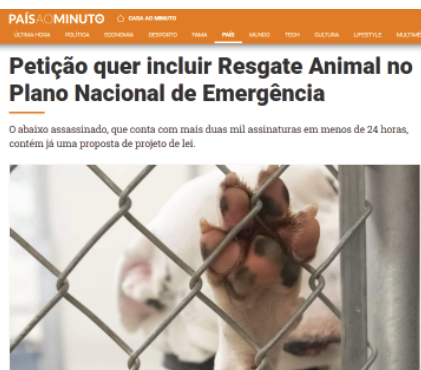 PAÍSAOMINUTO CASA AO MINUTO
ÚLTIMA HORA POLÍTICA ECONOMIA DESPORTO FAMA PAÍS MUNDO TECH CULTURA LIFESTYLE MULTIMÉ
Petição quer incluir Resgate Animal no
Plano Nacional de Emergência
O abaixo assassinado, que conta com mais duas mil assinaturas em menos de 24 horas,
contém já uma proposta de projeto de lei.